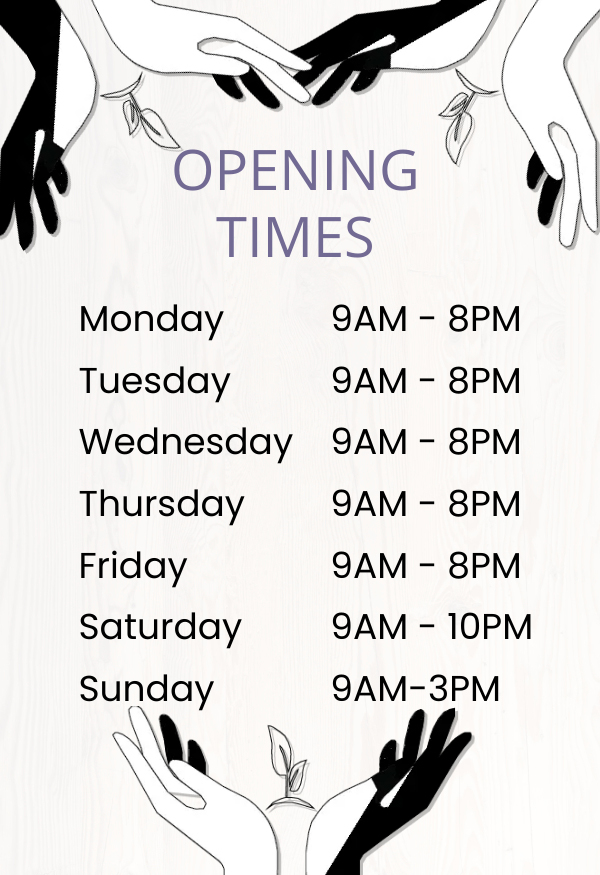 OPENING
TIMES
Monday 9AM - 8PM
Tuesday 9AM - 8PM
Wednesday 9AM - 8PM
Thursday 9AM - 8PM
Friday 9AM - 8PM
Saturday 9AM - 10PM
Sunday 9AM-3PM